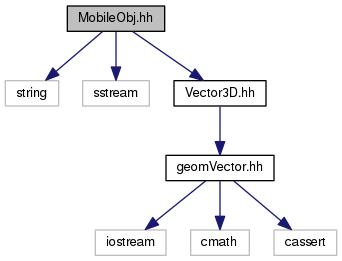 MobileObj.hh
string
sstream
Vector3D.hh
geomVector.hh
iostream
cmath
cassert